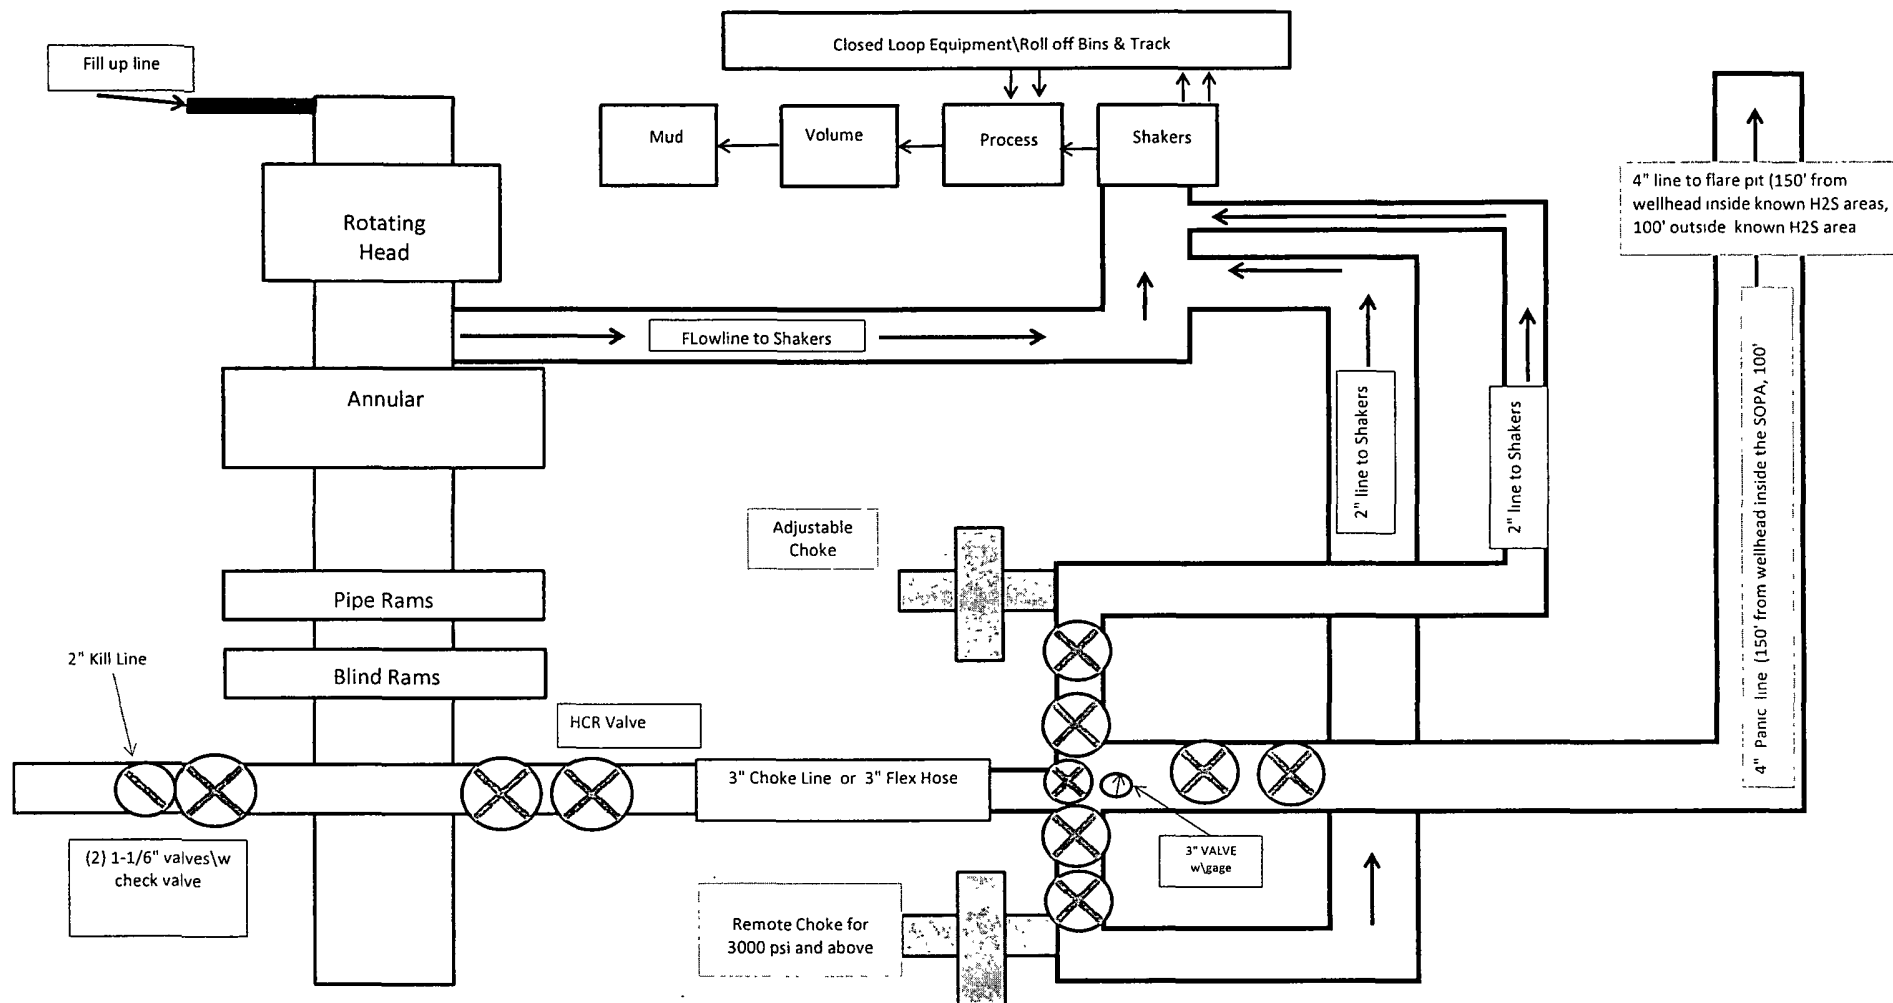 Closed Loop Equipment\Roll off Bins & Track
Fill up line
Mud
Volume
Process
Shakers
4" line to flare pit (150' from
wellhead inside known H2S areas,
100' outside known H2S area
Rotating
Head
FLowline to Shakers
Annular
2" line to Shakers
2" line to Shakers
4" Panic line (150' from wellhead inside the SOPA, 100'
Adjustable
Choke
Pipe Rams
2" Kill Line
Blind Rams
HCR Valve
3" Choke Line or 3" Flex Hose
(2) 1-1/6" valves\w
check valve
3" VALVE
w\gage
Remote Choke for
3000 psi and above